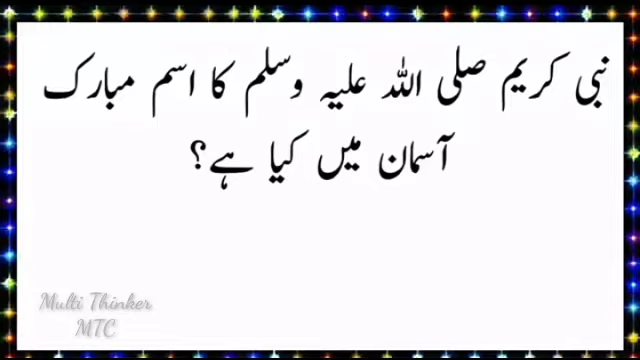 نبی کریم صلی اللہ علیہ وسلم کا اسم مبارک
آسمان میں کیا ہے؟
Multi Thinker
MTC